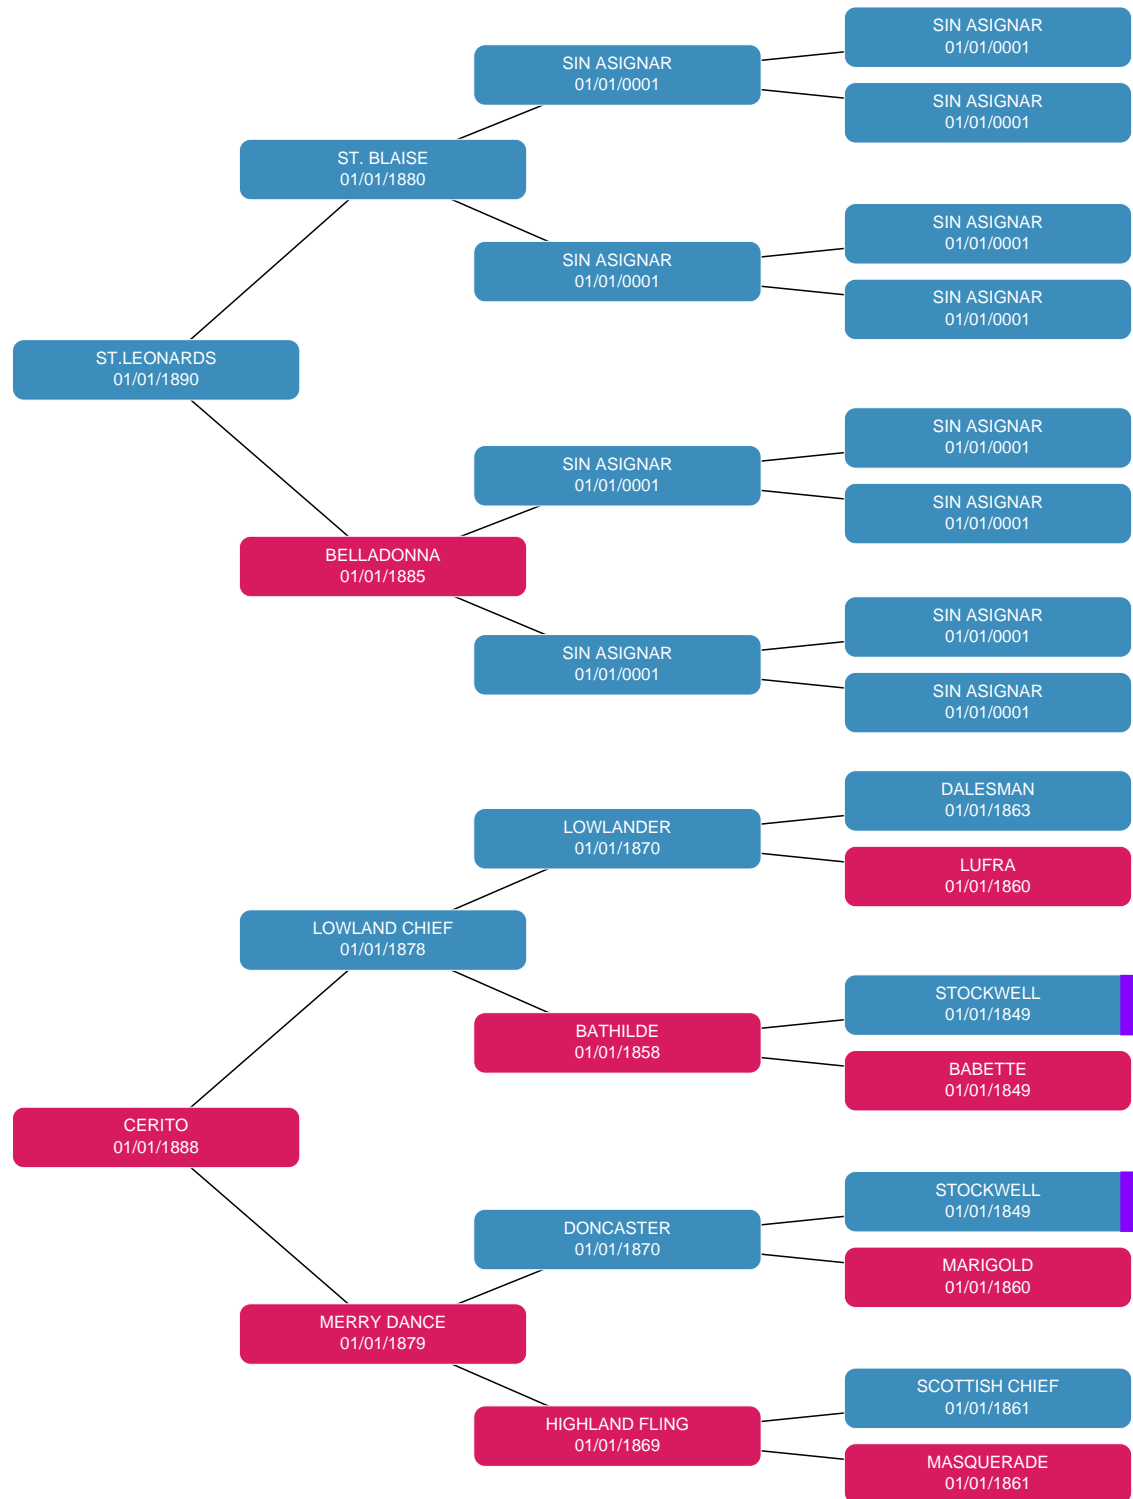 SIN ASIGNAR
01/01/0001
SIN ASIGNAR
01/01/0001
SIN ASIGNAR
01/01/0001
ST. BLAISE
01/01/1880
SIN ASIGNAR
01/01/0001
SIN ASIGNAR
01/01/0001
SIN ASIGNAR
01/01/0001
ST.LEONARDS
01/01/1890
SIN ASIGNAR
01/01/0001
SIN ASIGNAR
01/01/0001
SIN ASIGNAR
01/01/0001
BELLADONNA
01/01/1885
SIN ASIGNAR
01/01/0001
SIN ASIGNAR
01/01/0001
SIN ASIGNAR
01/01/0001
DALESMAN
01/01/1863
LOWLANDER
01/01/1870
LUFRA
01/01/1860
LOWLAND CHIEF
01/01/1878
STOCKWELL
01/01/1849
BATHILDE
01/01/1858
BABETTE
01/01/1849
CERITO
01/01/1888
STOCKWELL
01/01/1849
DONCASTER
01/01/1870
MARIGOLD
01/01/1860
MERRY DANCE
01/01/1879
SCOTTISH CHIEF
01/01/1861
HIGHLAND FLING
01/01/1869
MASQUERADE
01/01/1861